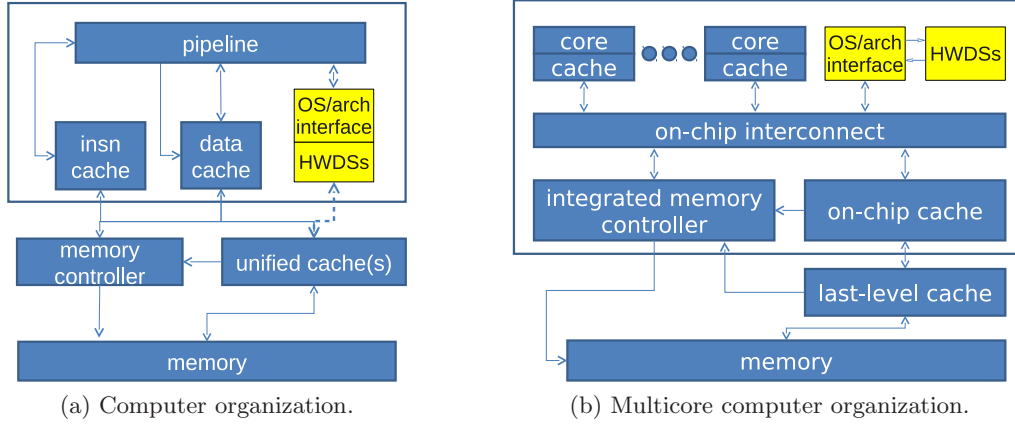 pipeline
OS/arch
interface
HWDSs
insn
cache
data
cache
memory
controller
unified cache(s)
memory
(a) Computer organization.
core
cache
core
cache
OS/arch
interface
HWDSs
on-chip interconnect
integrated memory
controller
on-chip cache
last-level cache
memory
(b) Multicore computer organization.